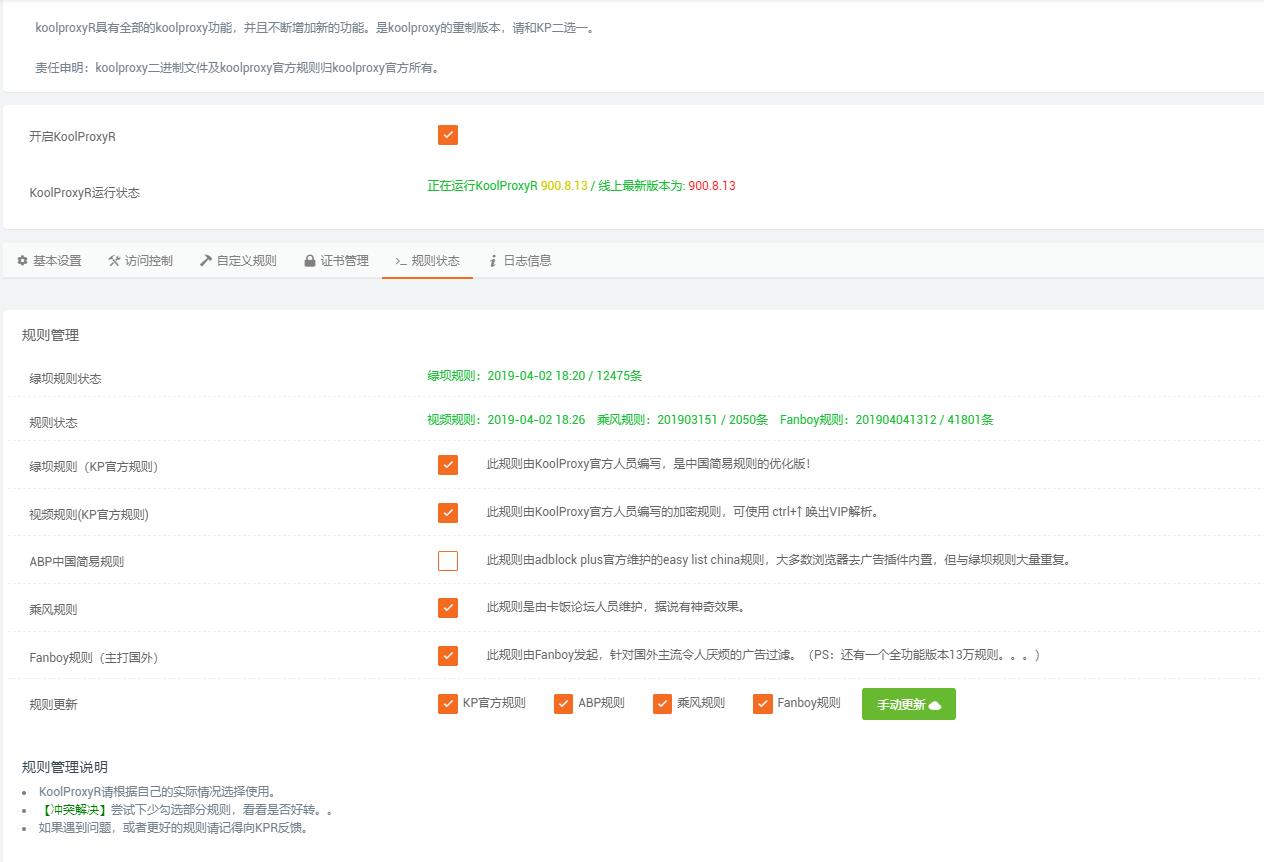 koolproxyR具有全部的koolproxy功能，并且不断增加新的功能。是koolproxy的重制版本，请和KP二选一。
责任申明：koolproxy二进制文件及koolproxy官方规则归koolproxy官方所有。
开启KoolProxyR
KoolProxyR运行状态 正在运行KoolProxyR 900.8.13 / 线上最新版本为: 900.8.13
基本设置 访问控制 自定义规则 证书管理 规则状态 日志信息
规则管理
绿坝规则状态 绿坝规则：2019-04-02 18:20 / 12475条
规则状态 视频规则：2019-04-02 18:26 乘风规则：201903151 / 2050条 Fanboy规则：201904041312 / 41801条
绿坝规则（KP官方规则） 此规则由KoolProxy官方人员编写，是中国简易规则的优化版！
视频规则(KP官方规则) 此规则由KoolProxy官方人员编写的加密规则，可使用 ctrl+↑ 唤出VIP解析。
ABP中国简易规则 此规则由adblock plus官方维护的easy list china规则，大多数浏览器去广告插件内置，但与绿坝规则大量重复。
乘风规则 此规则是由卡饭论坛人员维护，据说有神奇效果。
Fanboy规则（主打国外） 此规则由Fanboy发起，针对国外主流令人厌烦的广告过滤。（PS：还有一个全功能版本13万规则。。。）
规则更新 KP官方规则 ABP规则 乘风规则 Fanboy规则 手动更新
规则管理说明
• KoolProxyR请根据自己的实际情况选择使用。
• 【冲突解决】尝试下少勾选部分规则，看看是否好转。。
• 如果遇到问题，或者更好的规则请记得向KPR反馈。